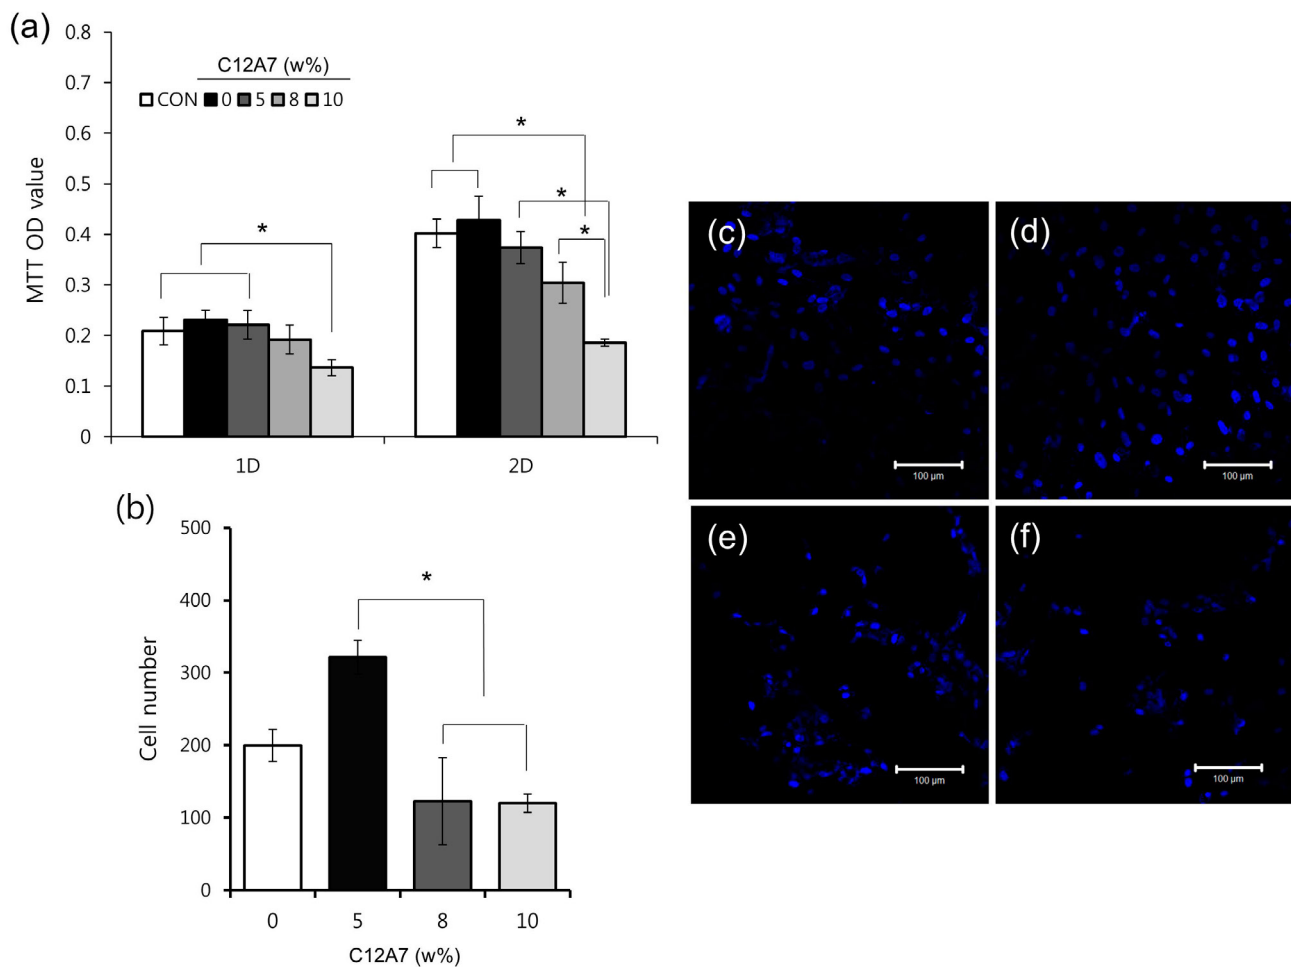 (a)
0.8
0.7
0.6
0.5
0.4
0.3
0.2
0.1
0
MTT OD value
C12A7 (w%)
CON 0 5 8 10
*
*
*
*
1D 2D
(b)
500
400
300
200
100
0
Cell number
*
0 5 8 10
C12A7 (w%)
(c)
100 µm
(d)
100 µm
(e)
100 µm
(f)
100 µm